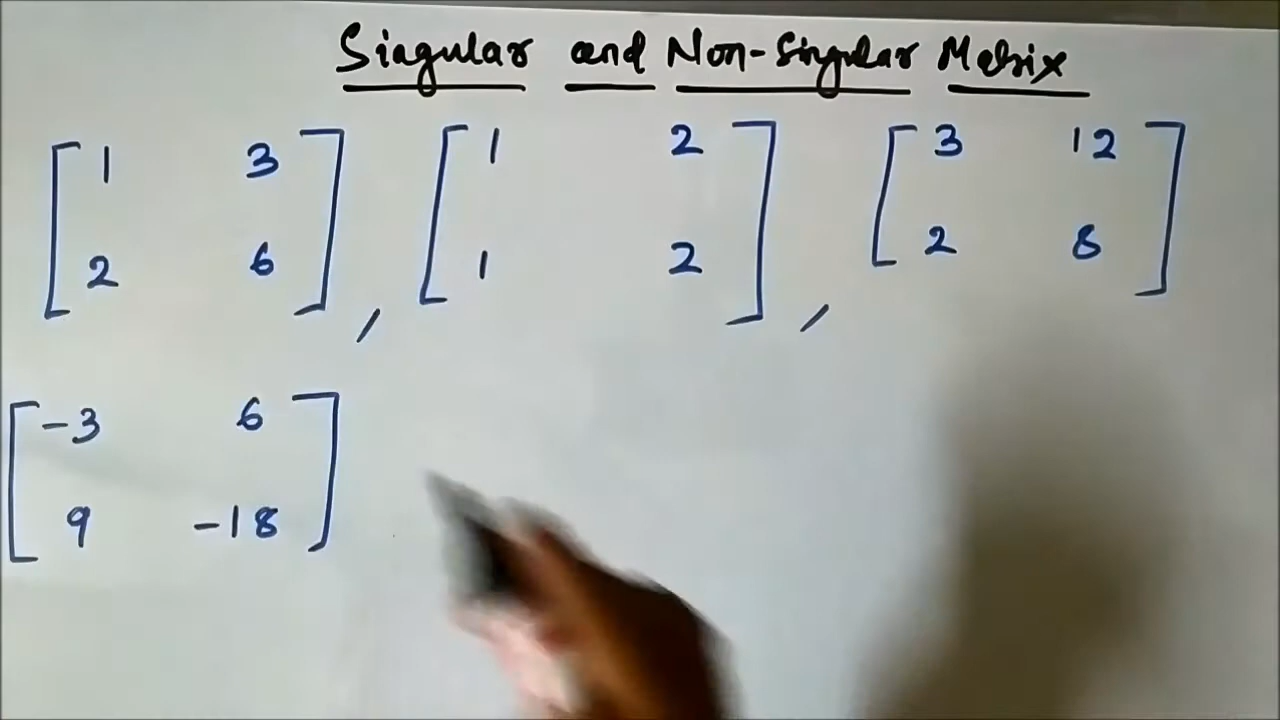 Singular and Non-Singular Matrix
1 3 , 1 2 , 3 12
2 6 1 2 2 8
-3 6
9 -18